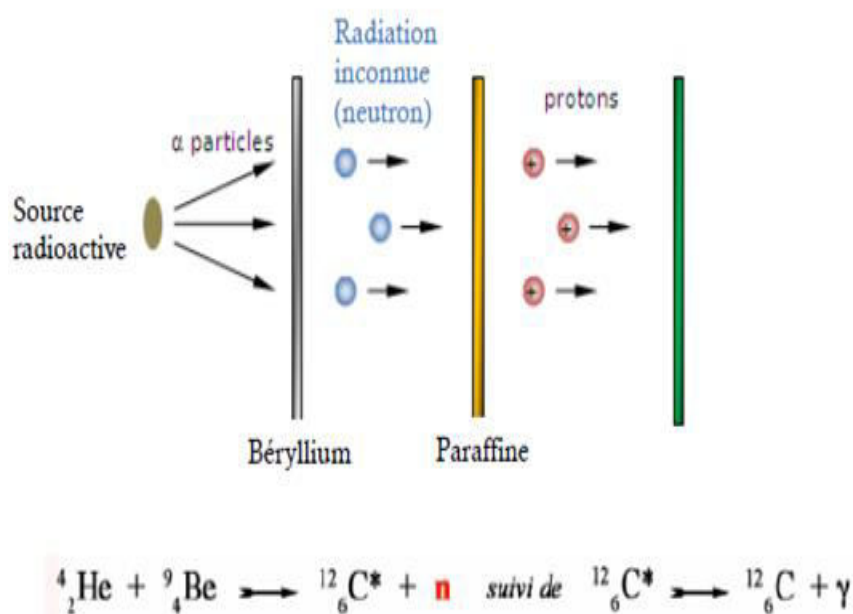 Radiation
inconnue
(neutron)
protons
α particles
Source
radioactive
+
+
+
Béryllium
Paraffine
⁴₂He + ⁹₄Be → ¹²₆C* + n suivi de ¹²₆C* → ¹²₆C + γ